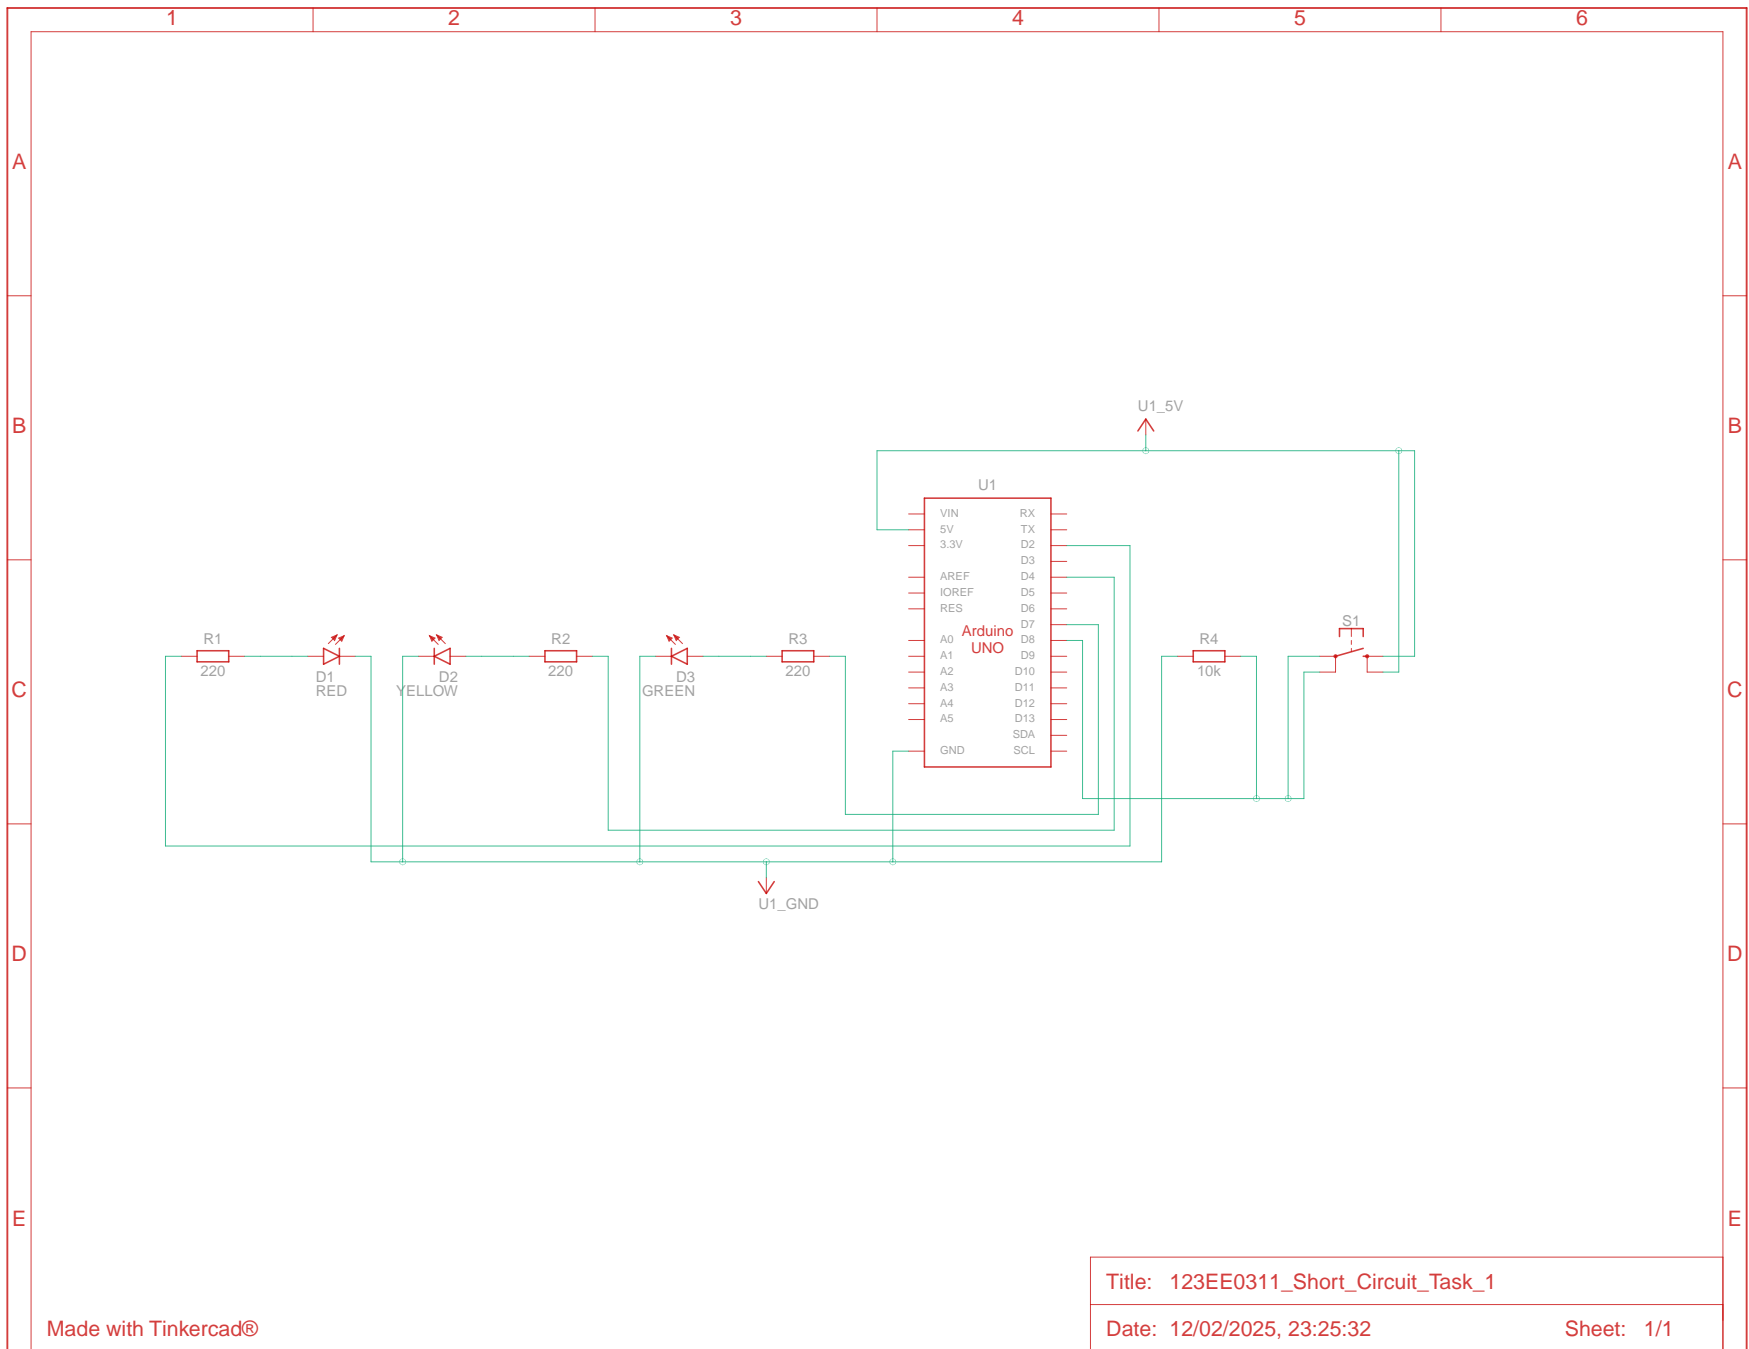 1 2 3 4 5 6
A A
B B
C C
D D
E E
U1_5V
U1
VIN RX
5V TX
3.3V D2
D3
AREF D4
IOREF D5
RES D6
D7
A0 D8
A1 D9
A2 D10
A3 D11
A4 D12
A5 D13
SDA
GND SCL
Arduino
UNO
R1
220
D1
RED
D2
YELLOW
R2
220
D3
GREEN
R3
220
R4
10k
S1
U1_GND
Title: 123EE0311_Short_Circuit_Task_1
Made with Tinkercad®
Date: 12/02/2025, 23:25:32 Sheet: 1/1